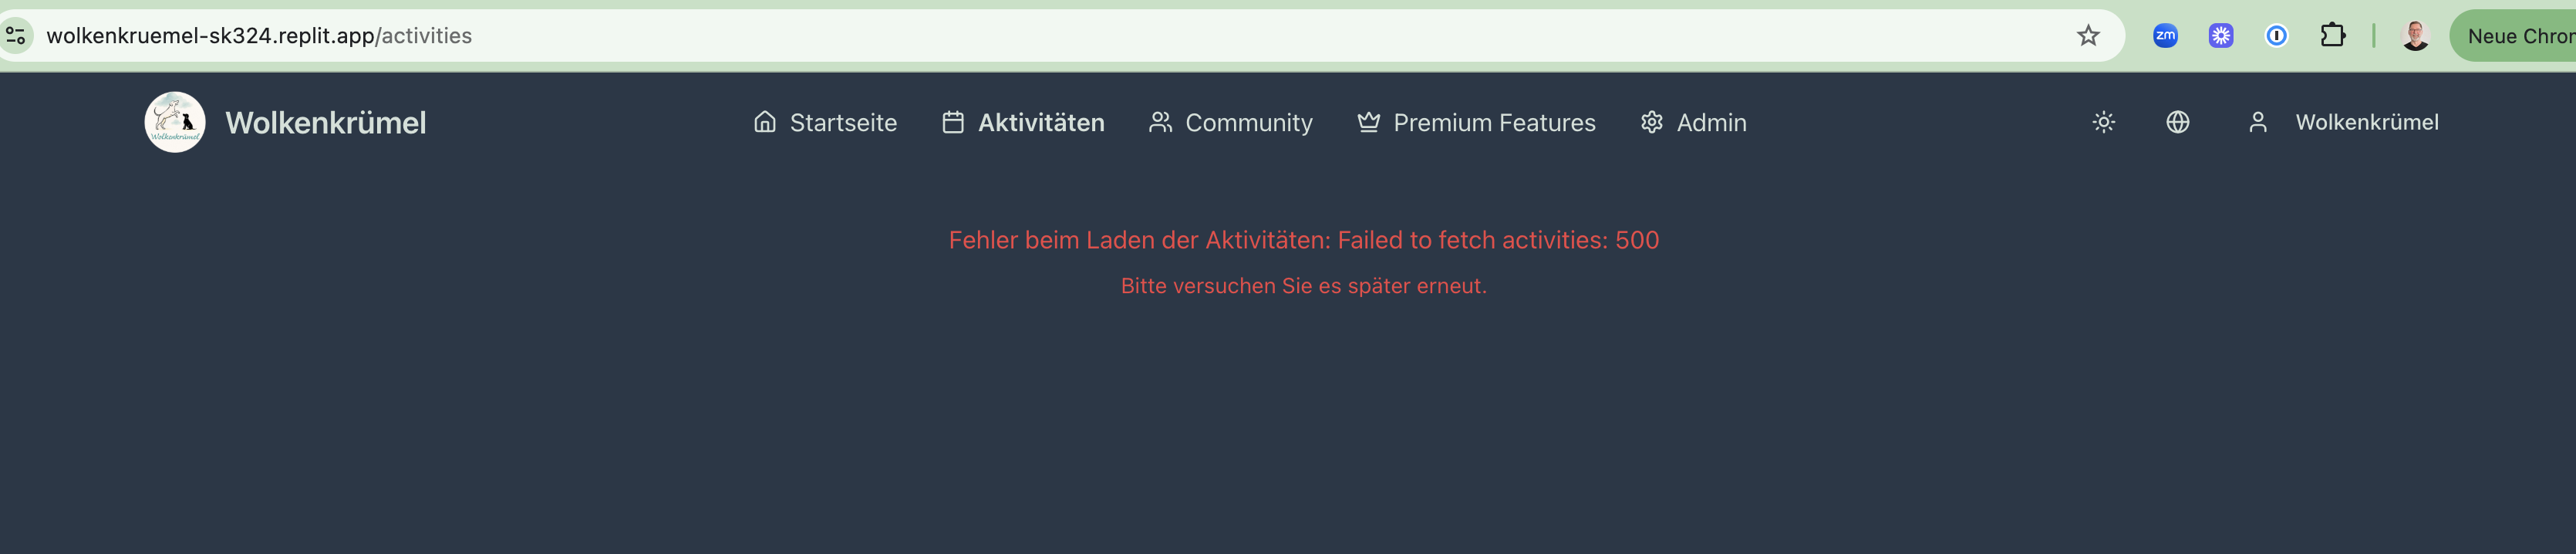 wolkenkruemel-sk324.replit.app/activities
zm
Neue Chron
Wolkenkrümel
Wolkenkrümel
Startseite
Aktivitäten
Community
Premium Features
Admin
Wolkenkrümel
Fehler beim Laden der Aktivitäten: Failed to fetch activities: 500
Bitte versuchen Sie es später erneut.